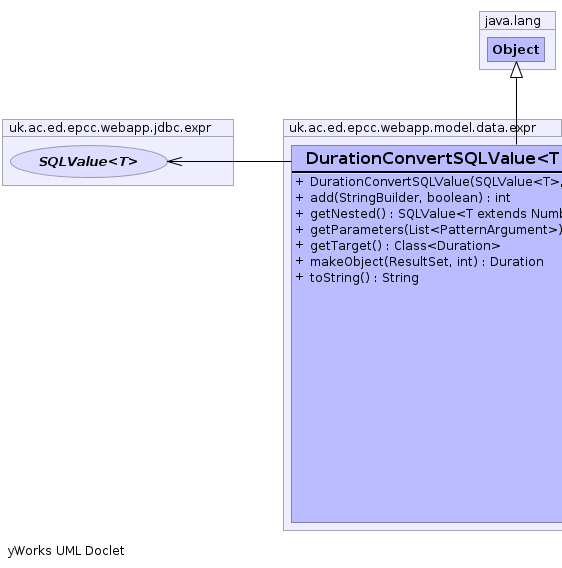 java.lang
Object
uk.ac.ed.epcc.webapp.jdbc.expr
SQLValue<T>
uk.ac.ed.epcc.webapp.model.data.expr
DurationConvertSQLValue<T
+ DurationConvertSQLValue(SQLValue<T>,
+ add(StringBuilder, boolean) : int
+ getNested() : SQLValue<T extends Numb
+ getParameters(List<PatternArgument>)
+ getTarget() : Class<Duration>
+ makeObject(ResultSet, int) : Duration
+ toString() : String
yWorks UML Doclet